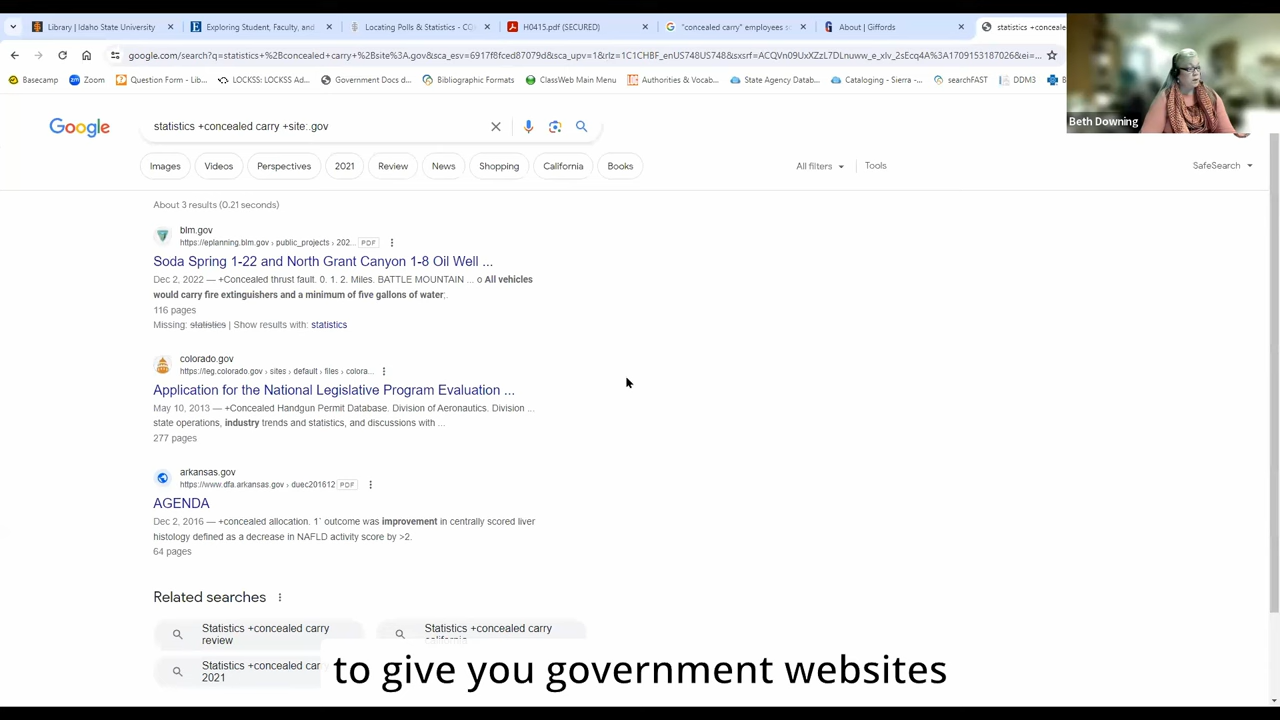 Library | Idaho State University
Exploring Student, Faculty, and
Locating Polls & Statistics - CQ
H0415.pdf (SECURED)
"concealed carry" employees s
About | Giffords
statistics +conceale
google.com/search?q=statistics+%2Bconcealed+carry+%2Bsite%3A.gov&sca_esv=6917f8fced87079d&sca_upv=1&rlz=1C1CHBF_enUS748US748&sxsrf=ACQVn09UxXZzL7DLnuww_e_xlv_2sEcq4A%3A1709153187026&ei=...
Basecamp
Zoom
Question Form - Lib...
LOCKSS: LOCKSS Ad...
Government Docs d...
Bibliographic Formats
ClassWeb Main Menu
Authorities & Vocab...
State Agency Datab...
Cataloging - Sierra -...
searchFAST
DDM3
Beth Downing
Google
statistics +concealed carry +site:.gov
Images
Videos
Perspectives
2021
Review
News
Shopping
California
Books
All filters
Tools
SafeSearch
About 3 results (0.21 seconds)
blm.gov
https://eplanning.blm.gov › public_projects › 202... PDF
Soda Spring 1-22 and North Grant Canyon 1-8 Oil Well ...
Dec 2, 2022 — +Concealed thrust fault. 0. 1. 2. Miles. BATTLE MOUNTAIN ... o All vehicles
would carry fire extinguishers and a minimum of five gallons of water;.
116 pages
Missing: statistics | Show results with: statistics
colorado.gov
https://leg.colorado.gov › sites › default › files › colora...
Application for the National Legislative Program Evaluation ...
May 10, 2013 — +Concealed Handgun Permit Database. Division of Aeronautics. Division ...
state operations, industry trends and statistics, and discussions with ...
277 pages
arkansas.gov
https://www.dfa.arkansas.gov › duec201612 PDF
AGENDA
Dec 2, 2016 — +concealed allocation. 1° outcome was improvement in centrally scored liver
histology defined as a decrease in NAFLD activity score by >2.
64 pages
Related searches
Statistics +concealed carry
review
Statistics +concealed carry
Statistics +concealed car
2021
to give you government websites